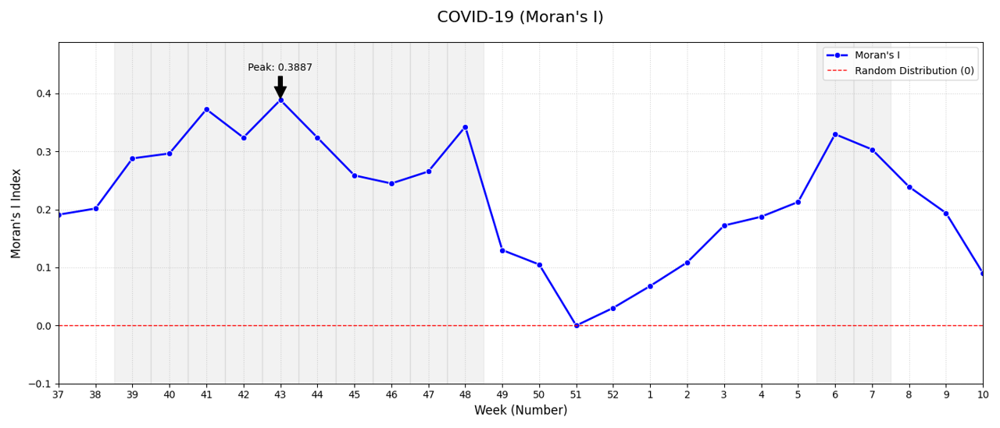 COVID-19 (Moran's I)
Peak: 0.3887
Moran's I
Random Distribution (0)
Moran's I Index
0.4
0.3
0.2
0.1
0.0
−0.1
37 38 39 40 41 42 43 44 45 46 47 48 49 50 51 52 1 2 3 4 5 6 7 8 9 10
Week (Number)